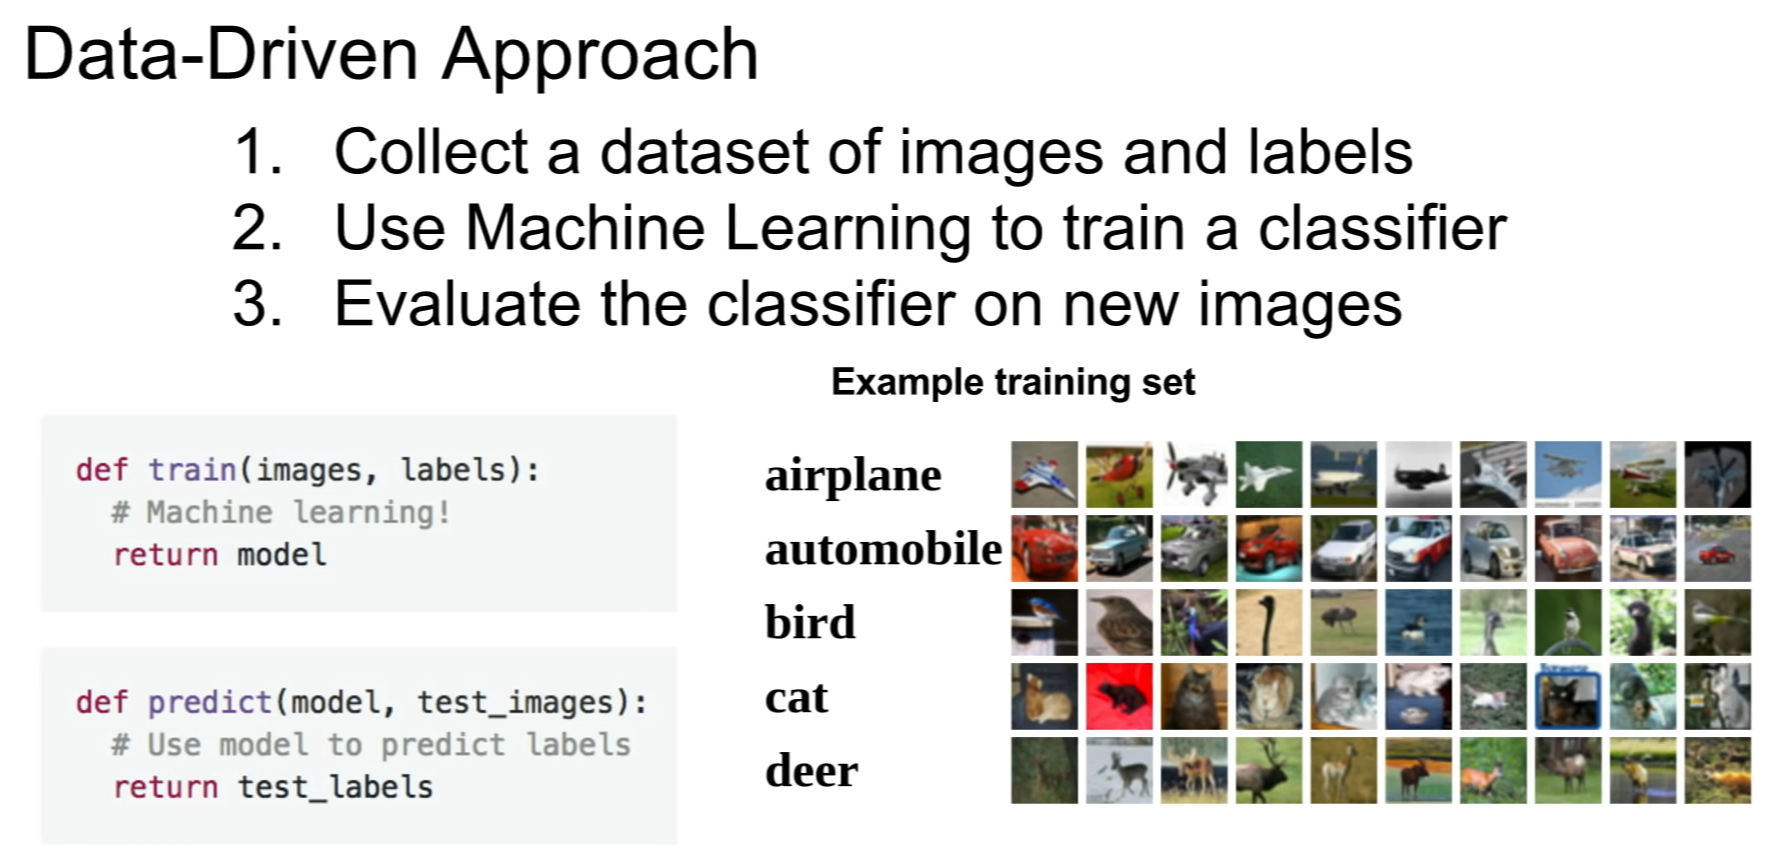 Data-Driven Approach
1. Collect a dataset of images and labels
2. Use Machine Learning to train a classifier
3. Evaluate the classifier on new images
Example training set
def train(images, labels):
# Machine learning!
return model
def predict(model, test_images):
# Use model to predict labels
return test_labels
airplane
automobile
bird
cat
deer